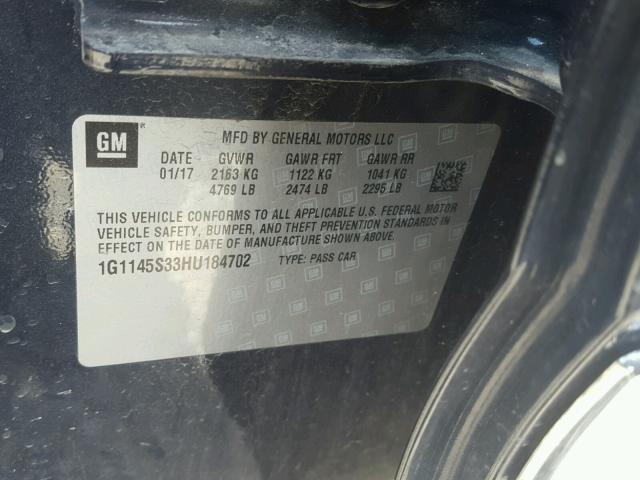 GM
MFD BY GENERAL MOTORS LLC
DATE GVWR GAWR FRT GAWR RR
01/17 2163 KG 1122 KG 1041 KG
4769 LB 2474 LB 2295 LB
THIS VEHICLE CONFORMS TO ALL APPLICABLE U.S. FEDERAL MOTOR
VEHICLE SAFETY, BUMPER, AND THEFT PREVENTION STANDARDS IN
EFFECT ON THE DATE OF MANUFACTURE SHOWN ABOVE.
1G1145S33HU184702 TYPE: PASS CAR